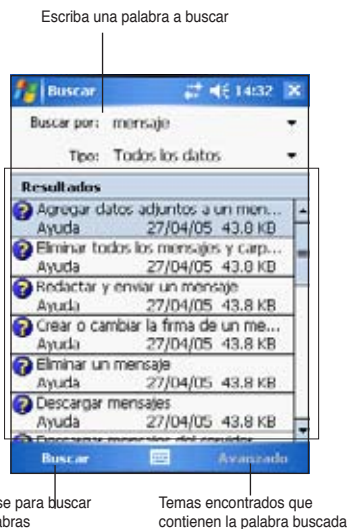 Escriba una palabra a buscar
Buscar 14:32
Buscar por: mensaje
Tipo: Todos los datos
Resultados
Agregar datos adjuntos a un men...
Ayuda 27/04/05 43.8 KB
Eliminar todos los mensajes y carp...
Ayuda 27/04/05 43.8 KB
Redactar y enviar un mensaje
Ayuda 27/04/05 43.8 KB
Crear o cambiar la firma de un me...
Ayuda 27/04/05 43.8 KB
Eliminar un mensaje
Ayuda 27/04/05 43.8 KB
Descargar mensajes
Ayuda 27/04/05 43.8 KB
Descargar mensajes del servidor
Buscar Avanzado
se para buscar
abras
Temas encontrados que
contienen la palabra buscada